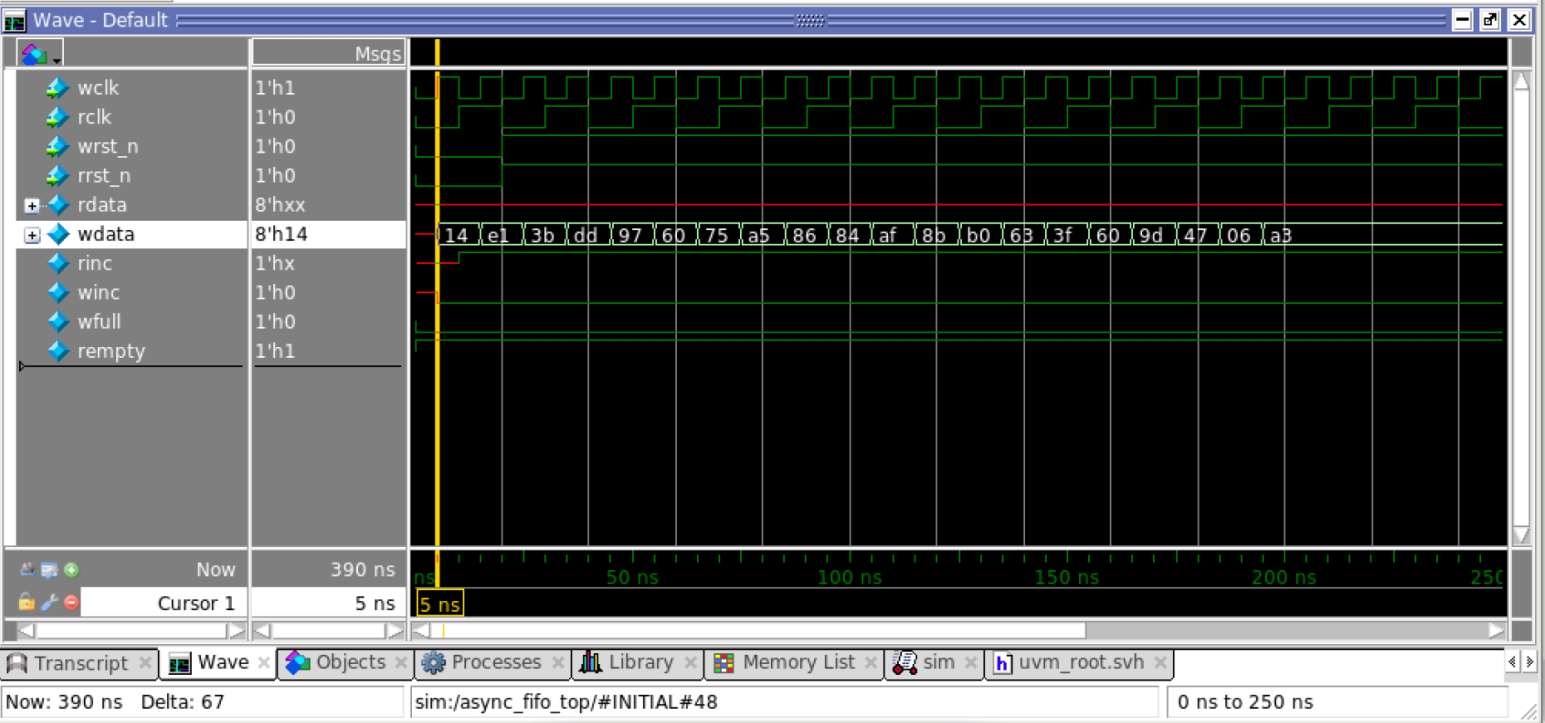 Wave - Default
Msgs
wclk 1'h1
rclk 1'h0
wrst_n 1'h0
rrst_n 1'h0
rdata 8'hxx
wdata 8'h14 14 e1 3b dd 97 60 75 a5 86 84 af 8b b0 63 3f 60 9d 47 06 a3
rinc 1'hx
winc 1'h0
wfull 1'h0
rempty 1'h1
Now 390 ns ns 50 ns 100 ns 150 ns 200 ns 250
Cursor 1 5 ns 5 ns
Transcript Wave Objects Processes Library Memory List sim uvm_root.svh
Now: 390 ns Delta: 67 sim:/async_fifo_top/#INITIAL#48 0 ns to 250 ns